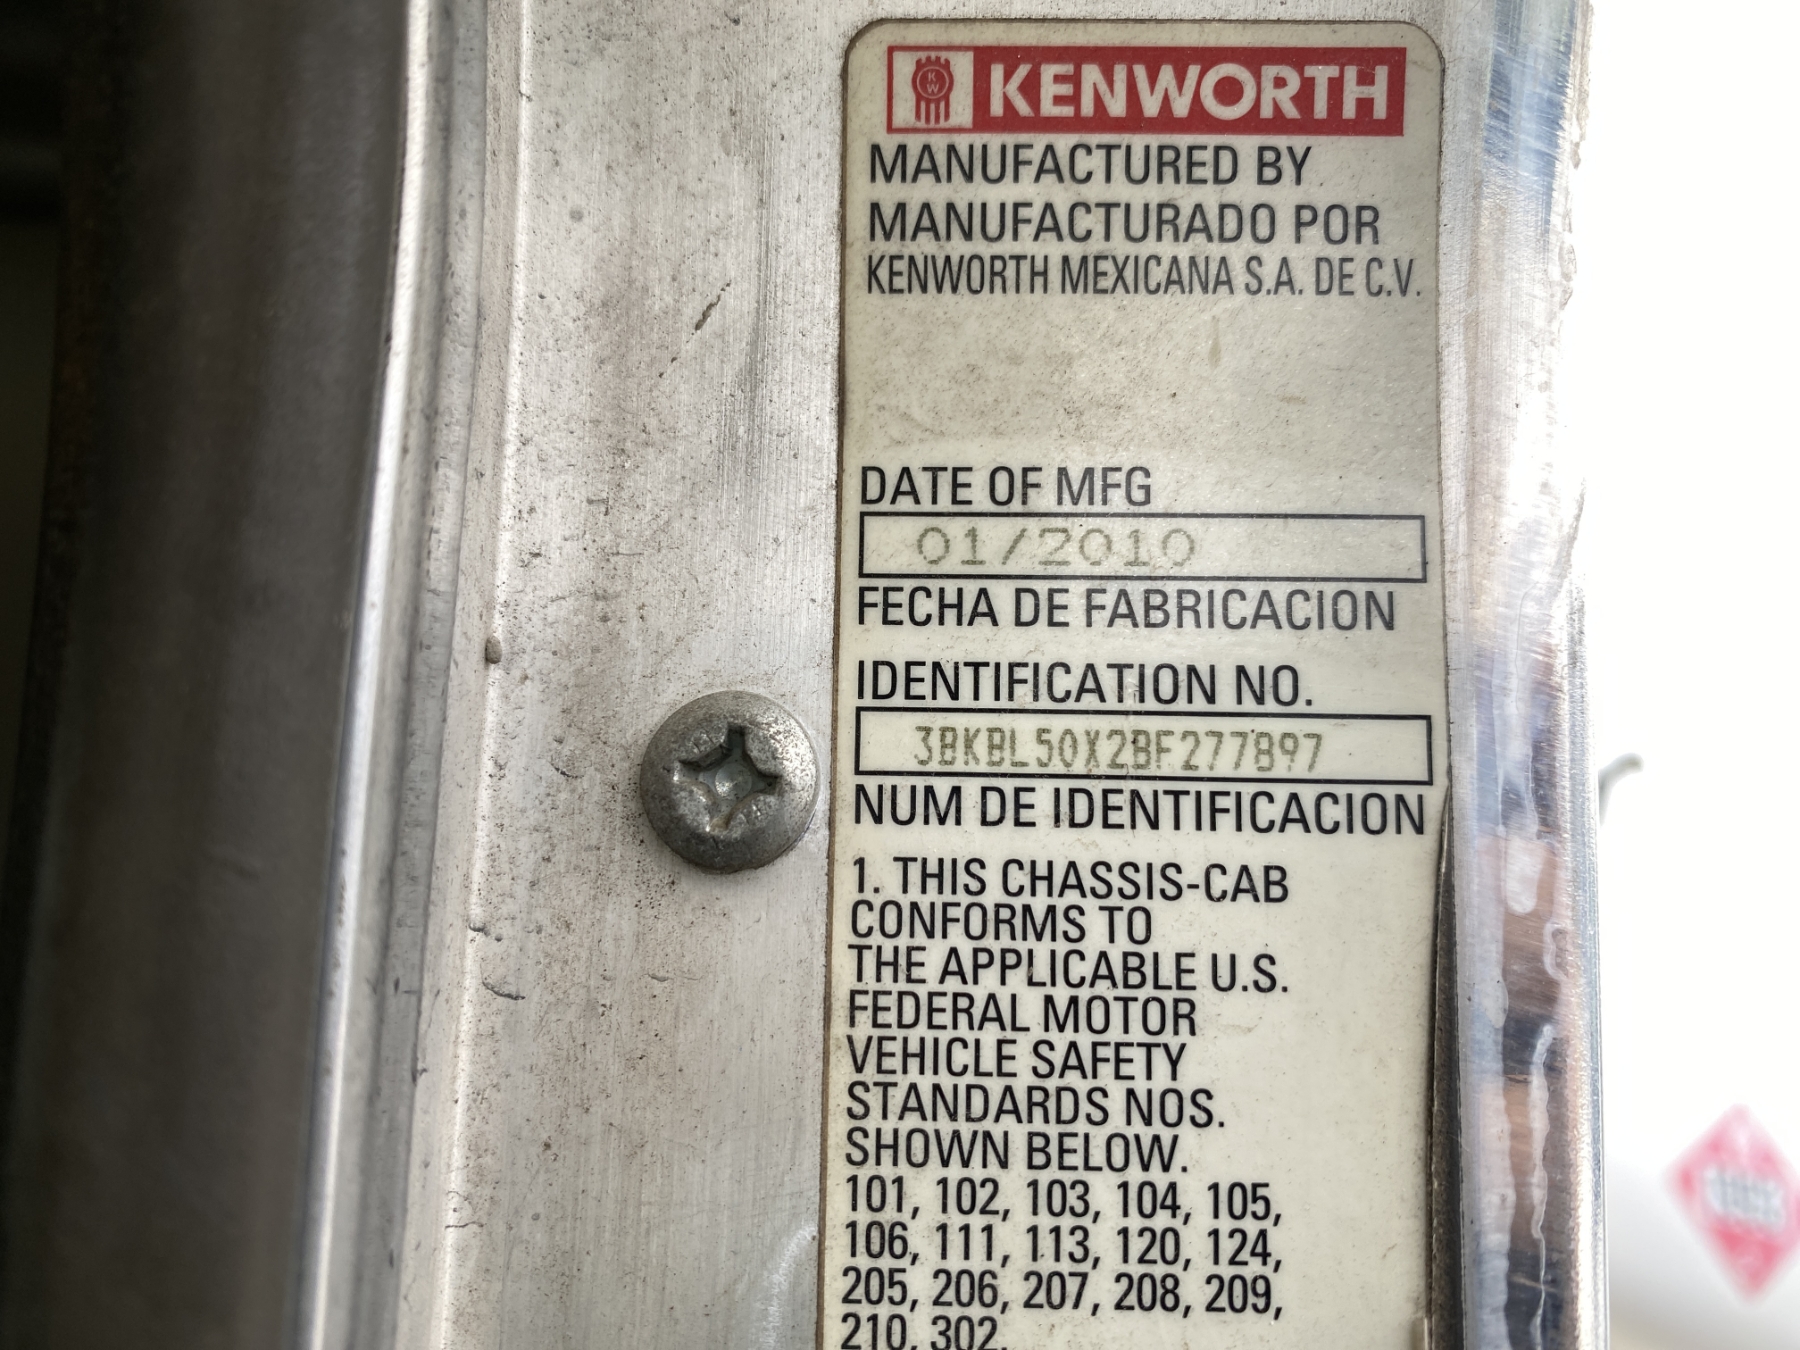 KW KENWORTH
MANUFACTURED BY
MANUFACTURADO POR
KENWORTH MEXICANA S.A. DE C.V.
DATE OF MFG
01/2010
FECHA DE FABRICACION
IDENTIFICATION NO.
3BKBL50X2BF277897
NUM DE IDENTIFICACION
1. THIS CHASSIS-CAB
CONFORMS TO
THE APPLICABLE U.S.
FEDERAL MOTOR
VEHICLE SAFETY
STANDARDS NOS.
SHOWN BELOW.
101, 102, 103, 104, 105,
106, 111, 113, 120, 124,
205, 206, 207, 208, 209,
210, 302.